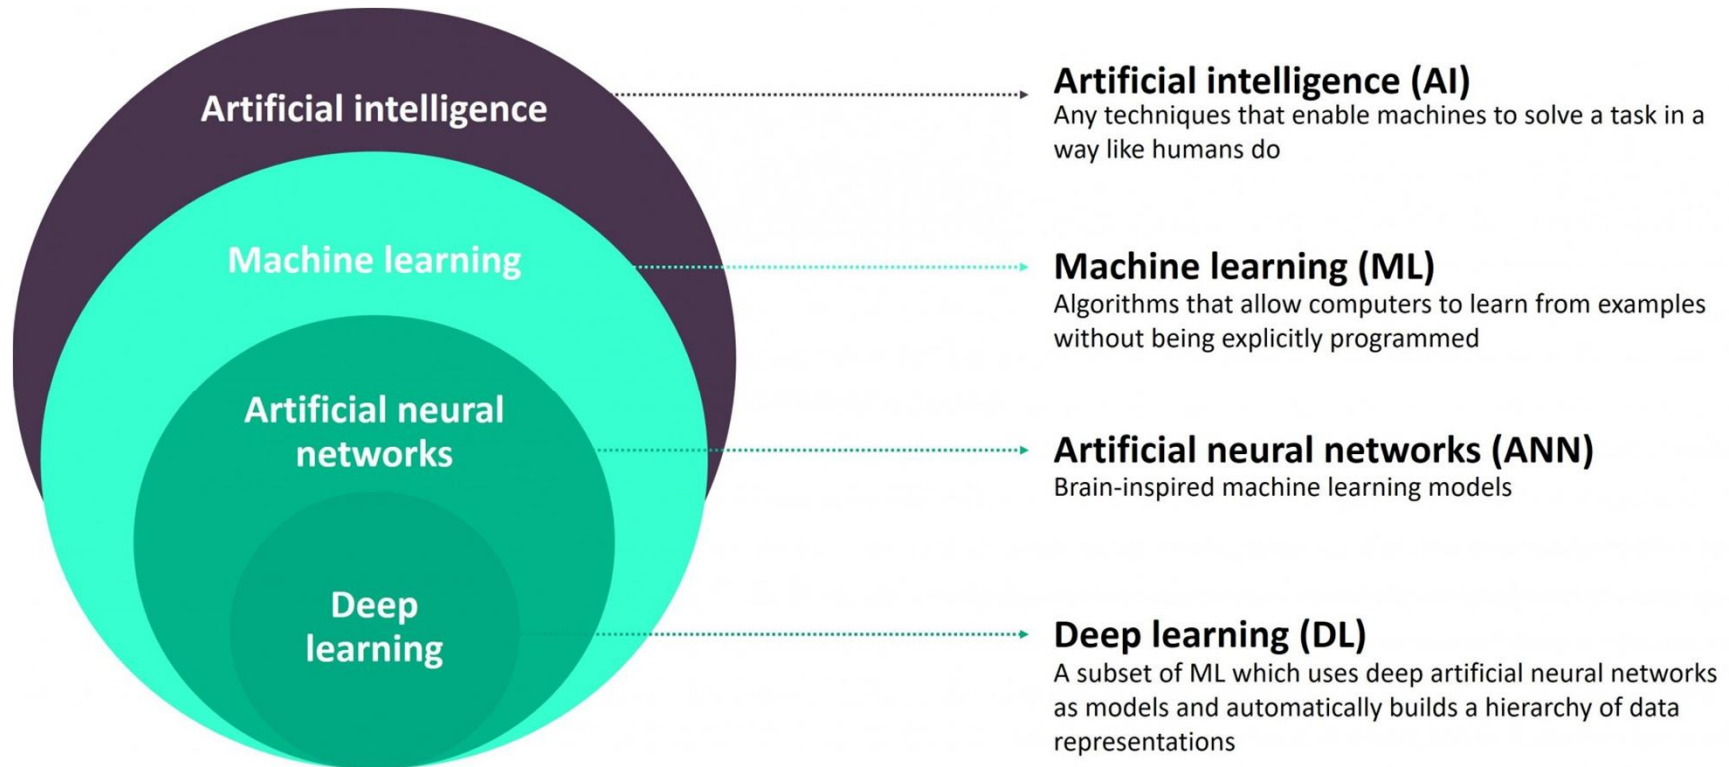 Artificial intelligence
Machine learning
Artificial neural
networks
Deep
learning
Artificial intelligence (AI)
Any techniques that enable machines to solve a task in a
way like humans do
Machine learning (ML)
Algorithms that allow computers to learn from examples
without being explicitly programmed
Artificial neural networks (ANN)
Brain-inspired machine learning models
Deep learning (DL)
A subset of ML which uses deep artificial neural networks
as models and automatically builds a hierarchy of data
representations